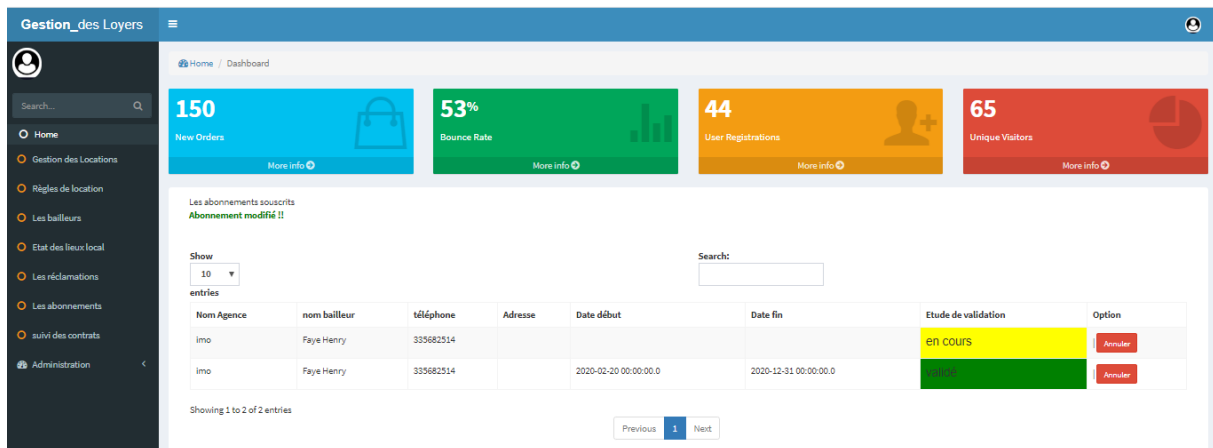 Gestion_des Loyers
Home / Dashboard
Search...
Home
Gestion des Locations
Règles de location
Les bailleurs
Etat des lieux local
Les réclamations
Les abonnements
suivi des contrats
Administration
150
New Orders
More info
53%
Bounce Rate
More info
44
User Registrations
More info
65
Unique Visitors
More info
Les abonnements souscrits
Abonnement modifié !!
Show
10
entries
Search:
Nom Agence nom bailleur téléphone Adresse Date début Date fin Etude de validation Option
imo Faye Henry 335682514 en cours | Annuler
imo Faye Henry 335682514 2020-02-20 00:00:00.0 2020-12-31 00:00:00.0 validé | Annuler
Showing 1 to 2 of 2 entries
Previous 1 Next